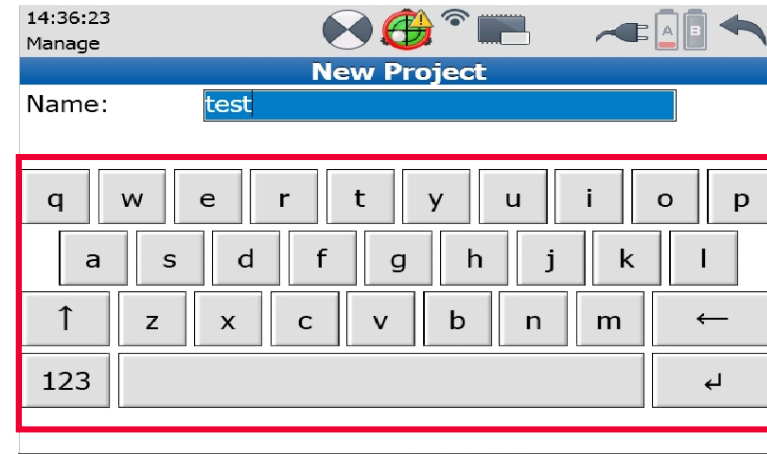 14:36:23
Manage
A B
New Project
Name: test
q w e r t y u i o p
a s d f g h j k l
↑ z x c v b n m ←
123 ↵